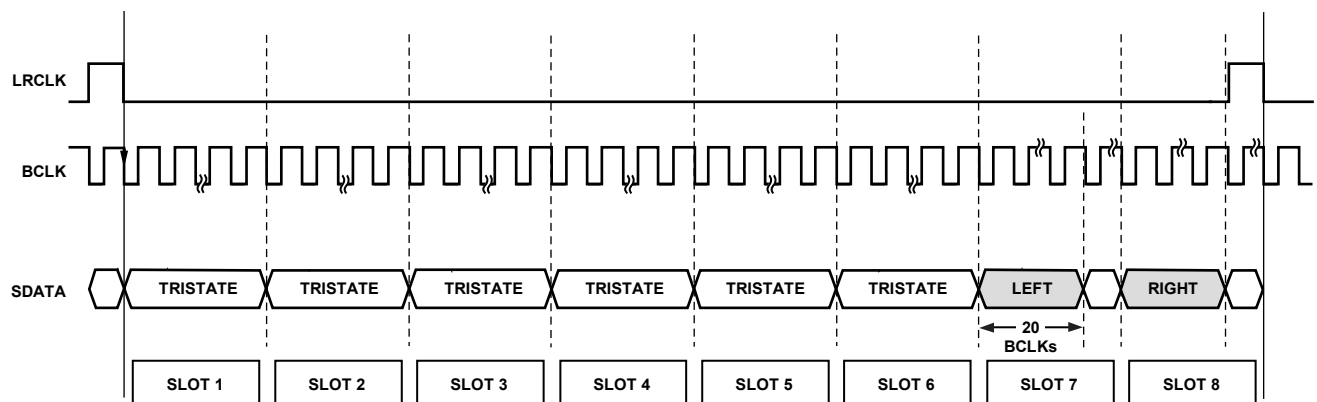 LRCLK
BCLK
SDATA
TRISTATE TRISTATE TRISTATE TRISTATE TRISTATE TRISTATE LEFT RIGHT
20
BCLKs
SLOT 1 SLOT 2 SLOT 3 SLOT 4 SLOT 5 SLOT 6 SLOT 7 SLOT 8